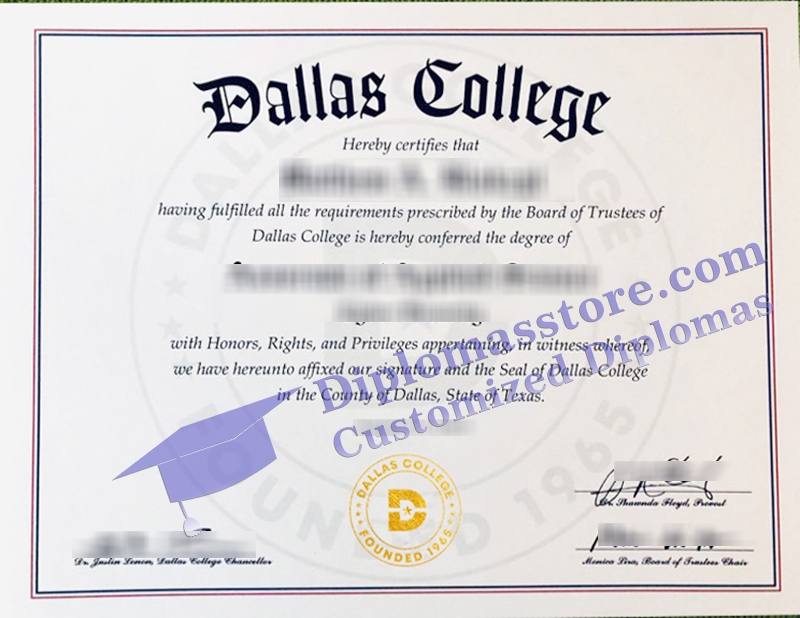 Dallas College
Hereby certifies that
having fulfilled all the requirements prescribed by the Board of Trustees of
Dallas College is hereby conferred the degree of
with Honors, Rights, and Privileges appertaining, in witness whereof,
we have hereunto affixed our signature and the Seal of Dallas College
in the County of Dallas, State of Texas.
Diplomasstore.com
Customized Diplomas
DALLAS COLLEGE
FOUNDED 1965
DALLAS COLLEGE
D
FOUNDED 1965
Dr. Shawnda Floyd, Provost
Dr. Justin Lonon, Dallas College Chancellor
Monica Lira, Board of Trustees Chair